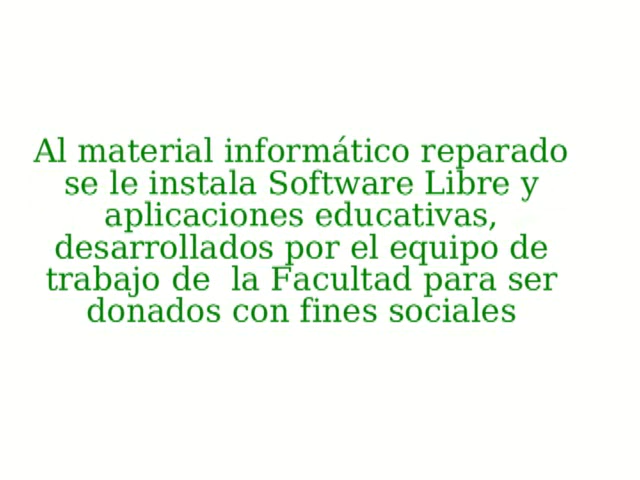 Al material informático reparado
se le instala Software Libre y
aplicaciones educativas,
desarrollados por el equipo de
trabajo de  la Facultad para ser
donados con fines sociales